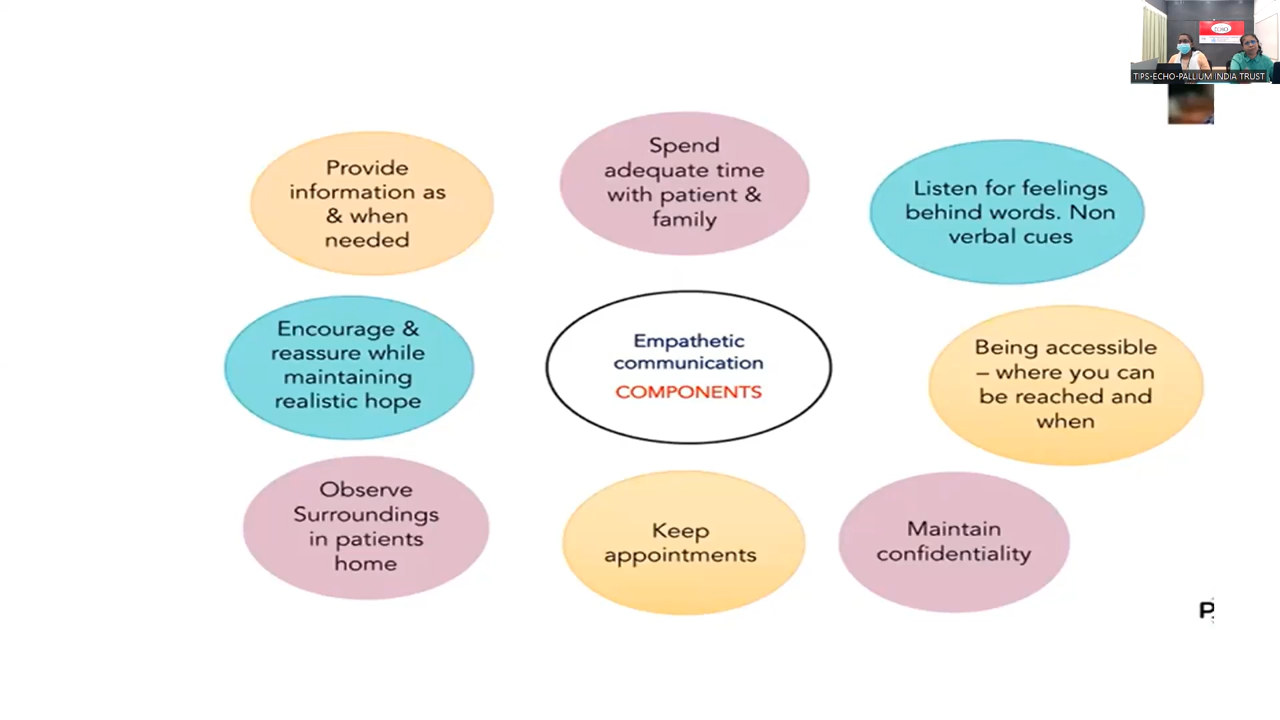 TIPS-ECHO-PALLIUM INDIA TRUST
Provide
information as
& when
needed
Spend
adequate time
with patient &
family
Listen for feelings
behind words. Non
verbal cues
Encourage &
reassure while
maintaining
realistic hope
Empathetic
communication
COMPONENTS
Being accessible
– where you can
be reached and
when
Observe
Surroundings
in patients
home
Keep
appointments
Maintain
confidentiality
P